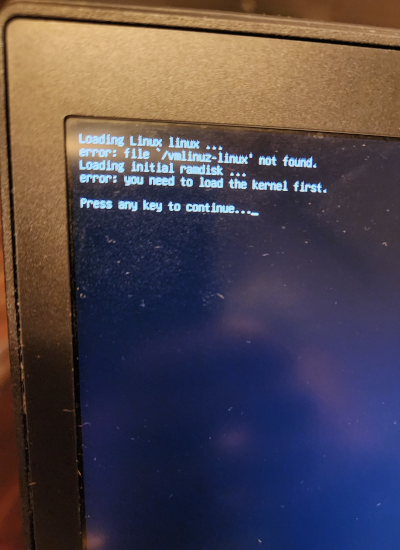 Loading Linux linux ...
error: file `/vmlinuz-linux' not found.
Loading initial ramdisk ...
error: you need to load the kernel first.
Press any key to continue..._